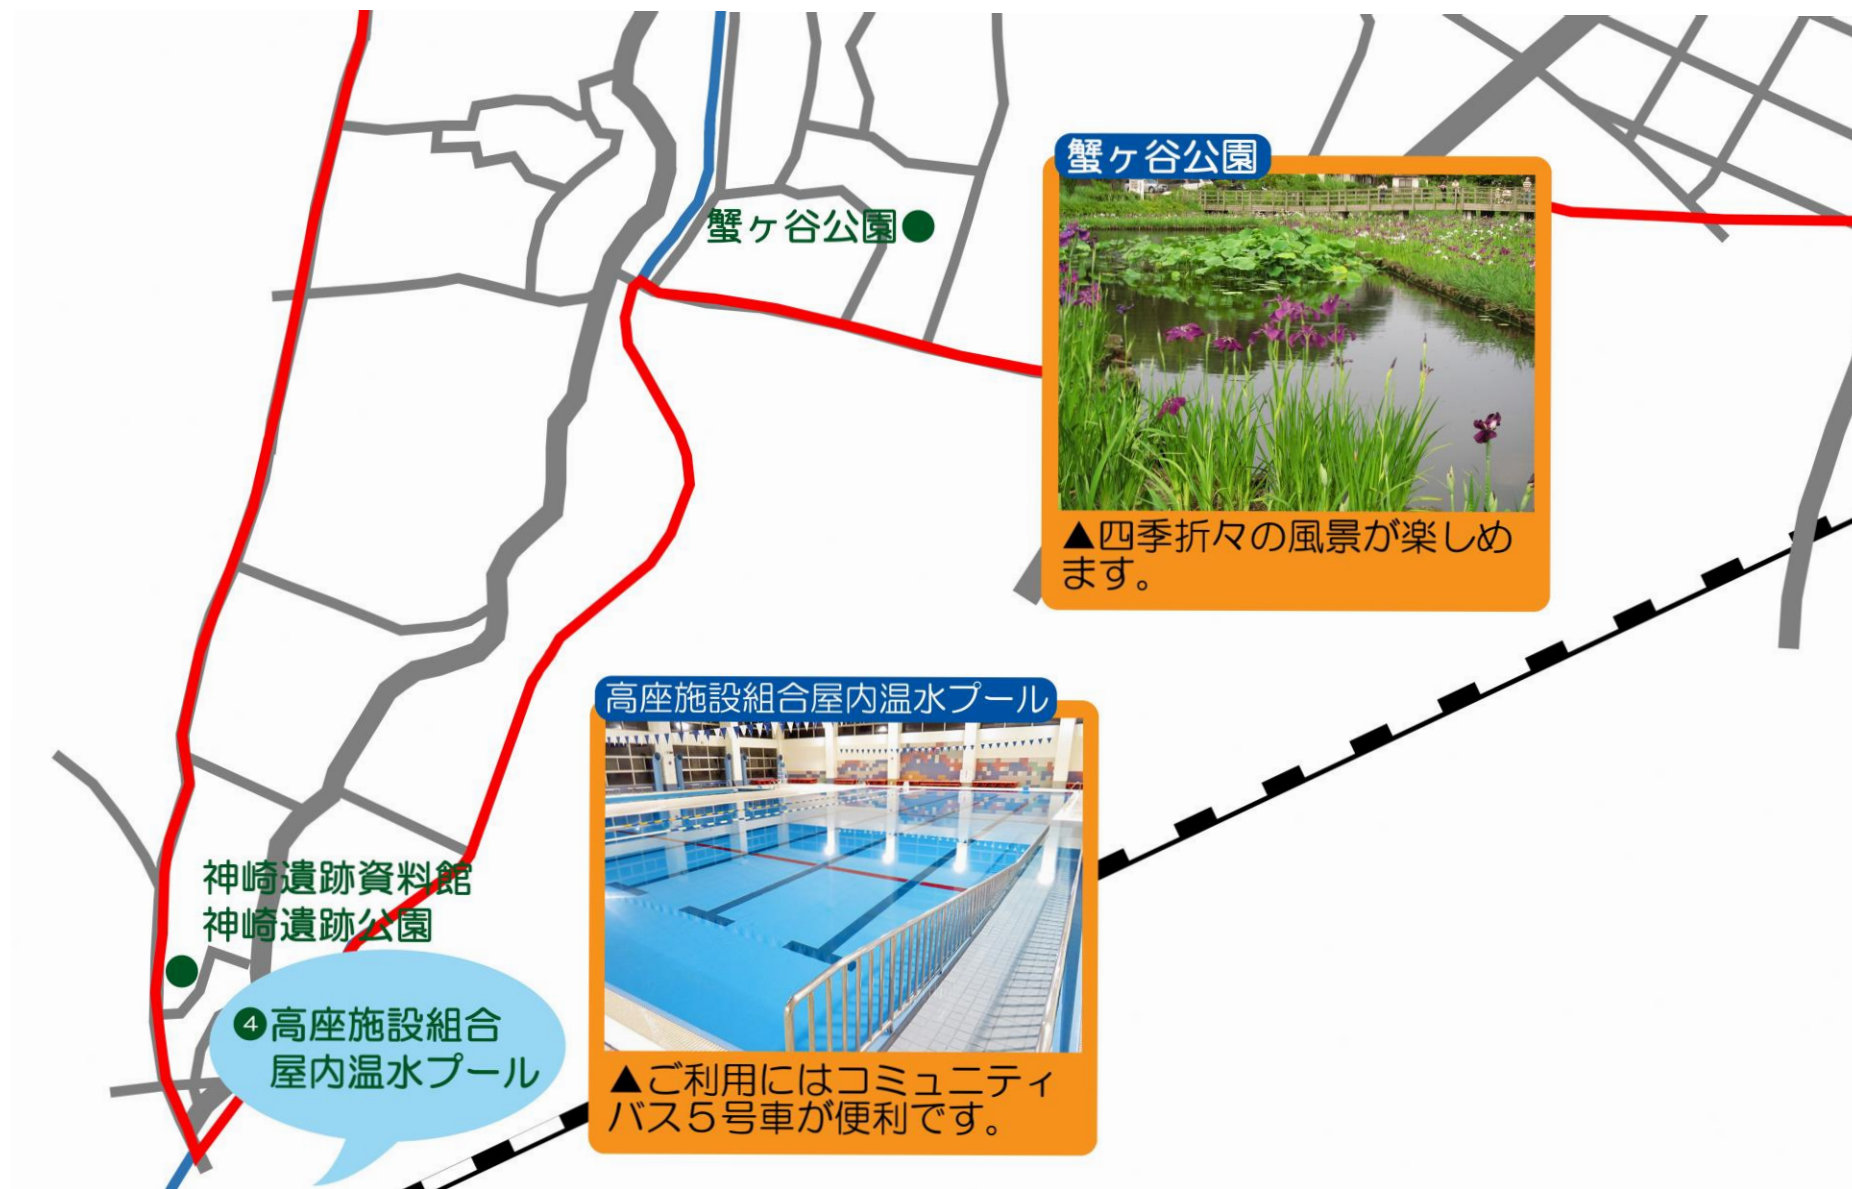 蟹ヶ谷公園
蟹ヶ谷公園●
▲四季折々の風景が楽しめ
ます。
高座施設組合屋内温水プール
神崎遺跡資料館
神崎遺跡公園
❹高座施設組合
屋内温水プール
▲ご利用にはコミュニティ
バス5号車が便利です。